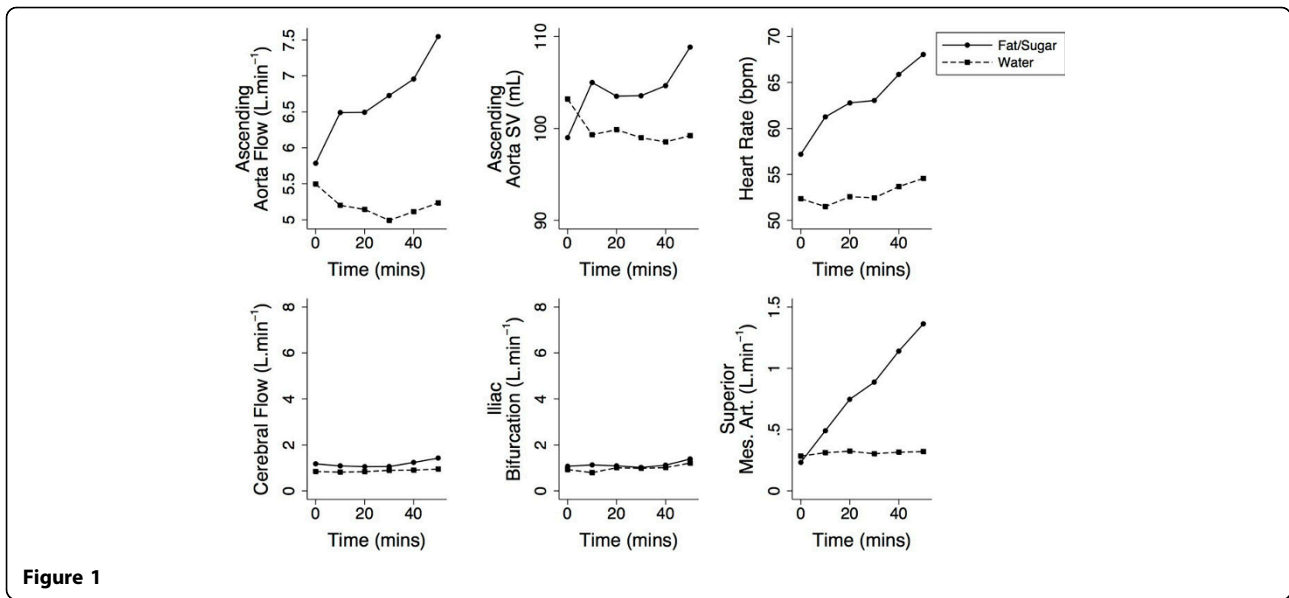 Ascending
Aorta Flow (L.min⁻¹)
7.5
7
6.5
6
5.5
5
0 20 40
Time (mins)
Ascending
Aorta SV (mL)
110
100
90
0 20 40
Time (mins)
Heart Rate (bpm)
70
65
60
55
50
0 20 40
Time (mins)
Fat/Sugar
Water
Cerebral Flow (L.min⁻¹)
8
6
4
2
0
0 20 40
Time (mins)
Iliac
Bifurcation (L.min⁻¹)
8
6
4
2
0
0 20 40
Time (mins)
Superior
Mes. Art. (L.min⁻¹)
1.5
1
.5
0
0 20 40
Time (mins)
Figure 1